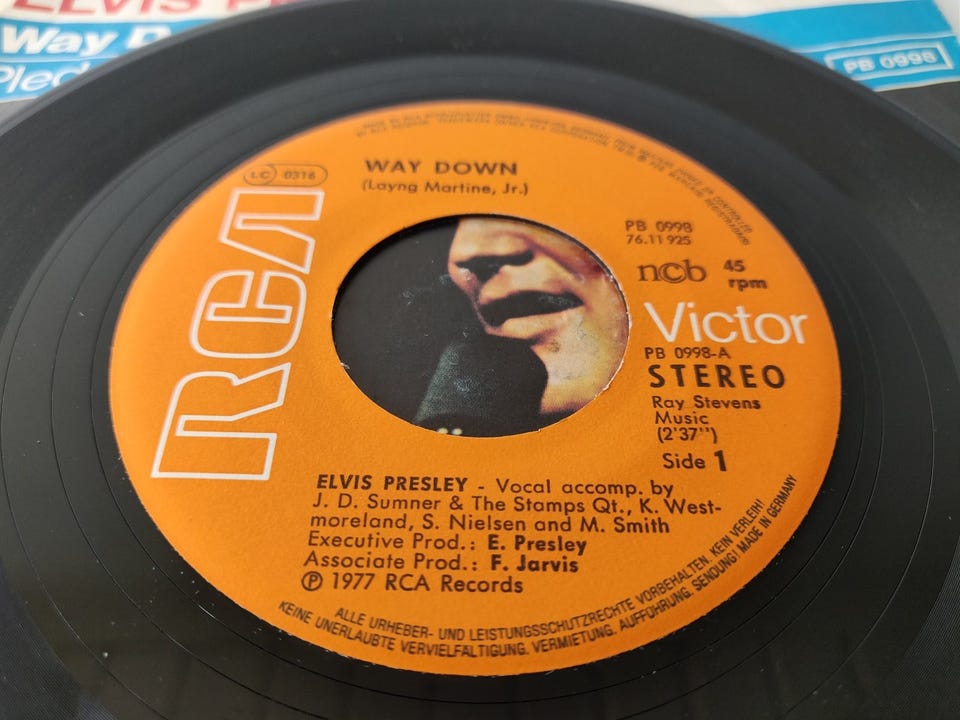 ELVIS
Way
PB 0998
WAY DOWN
(Layng Martine, Jr.)
LC 0316
RCA
PB 0998
76.11925
ncb 45
rpm
Victor
PB 0998-A
STEREO
Ray Stevens
Music
(2'37'')
Side 1
ELVIS PRESLEY - Vocal accomp. by
J. D. Sumner & The Stamps Qt., K. West-
moreland, S. Nielsen and M. Smith
Executive Prod.: E. Presley
Associate Prod.: F. Jarvis
℗ 1977 RCA Records
ALLE URHEBER- UND LEISTUNGSSCHUTZRECHTE VORBEHALTEN. KEIN VERLEIH!
KEINE UNERLAUBTE VERVIELFÄLTIGUNG, VERMIETUNG, AUFFÜHRUNG, SENDUNG! MADE IN GERMANY